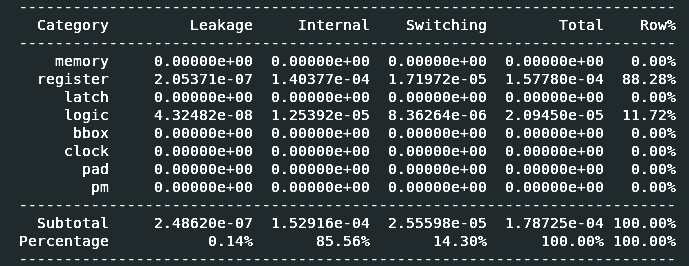 Category Leakage Internal Switching Total Row%
memory 0.00000e+00 0.00000e+00 0.00000e+00 0.00000e+00 0.00%
register 2.05371e-07 1.40377e-04 1.71972e-05 1.57780e-04 88.28%
latch 0.00000e+00 0.00000e+00 0.00000e+00 0.00000e+00 0.00%
logic 4.32482e-08 1.25392e-05 8.36264e-06 2.09450e-05 11.72%
bbox 0.00000e+00 0.00000e+00 0.00000e+00 0.00000e+00 0.00%
clock 0.00000e+00 0.00000e+00 0.00000e+00 0.00000e+00 0.00%
pad 0.00000e+00 0.00000e+00 0.00000e+00 0.00000e+00 0.00%
pm 0.00000e+00 0.00000e+00 0.00000e+00 0.00000e+00 0.00%
Subtotal 2.48620e-07 1.52916e-04 2.55598e-05 1.78725e-04 100.00%
Percentage 0.14% 85.56% 14.30% 100.00% 100.00%